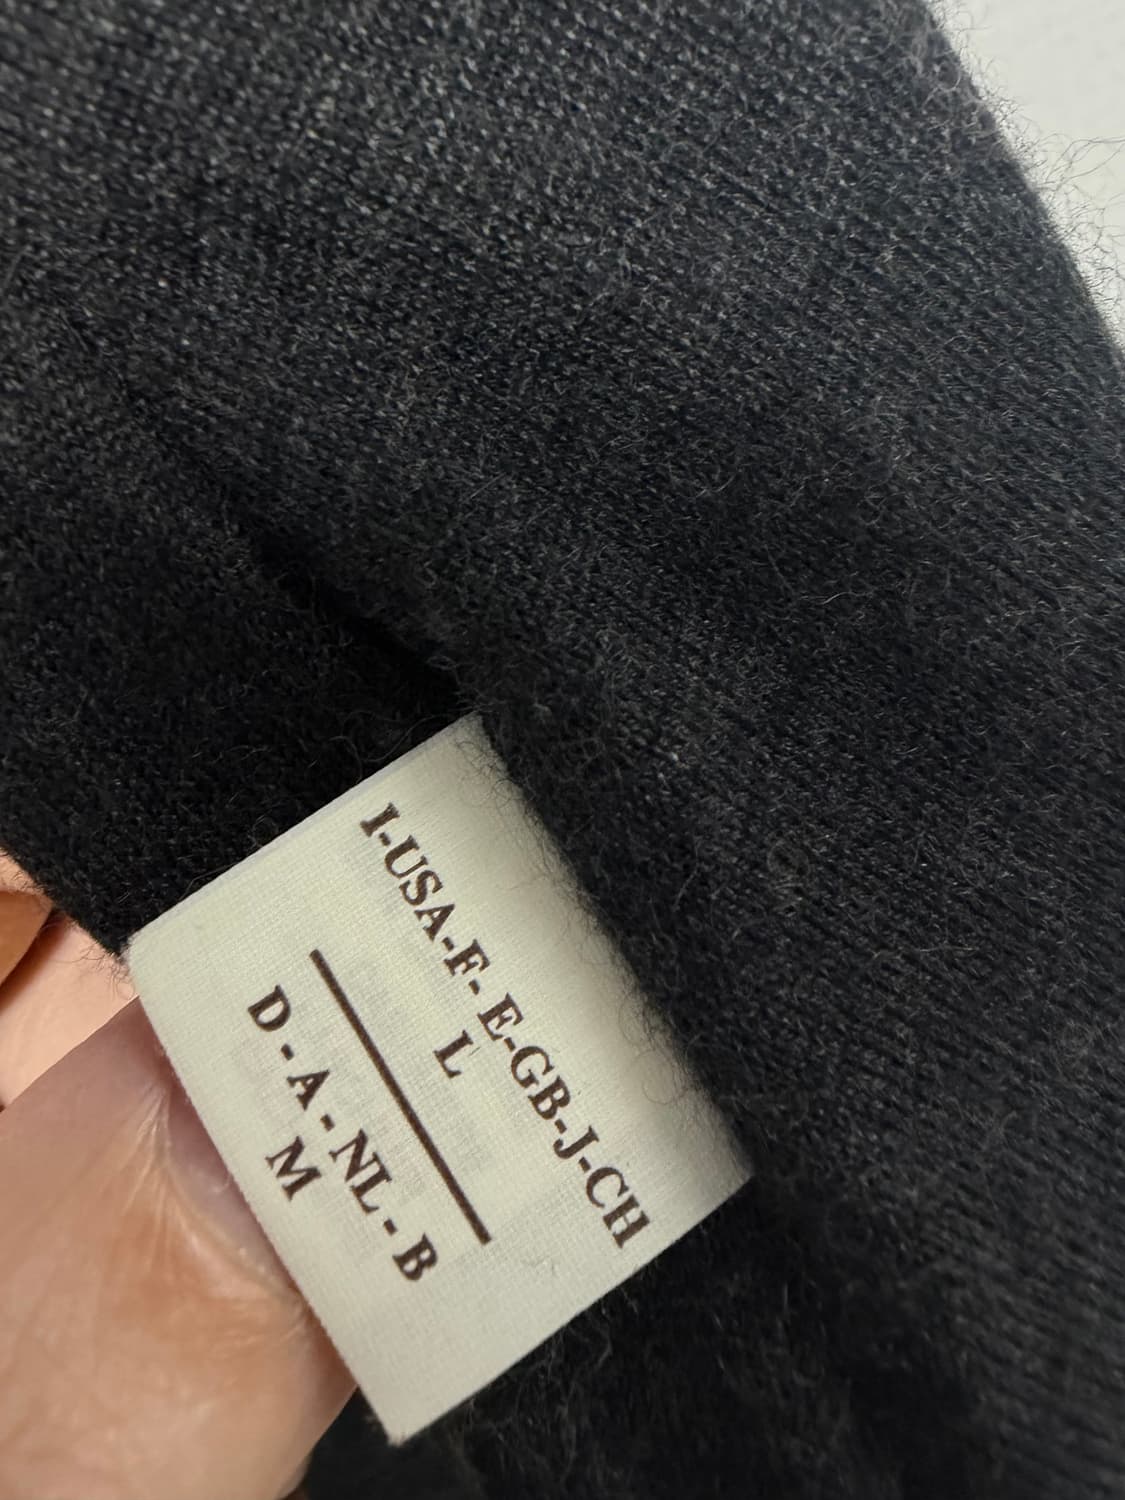 I-USA-F- E-GB-J-CH
L
D - A - NL - B
M